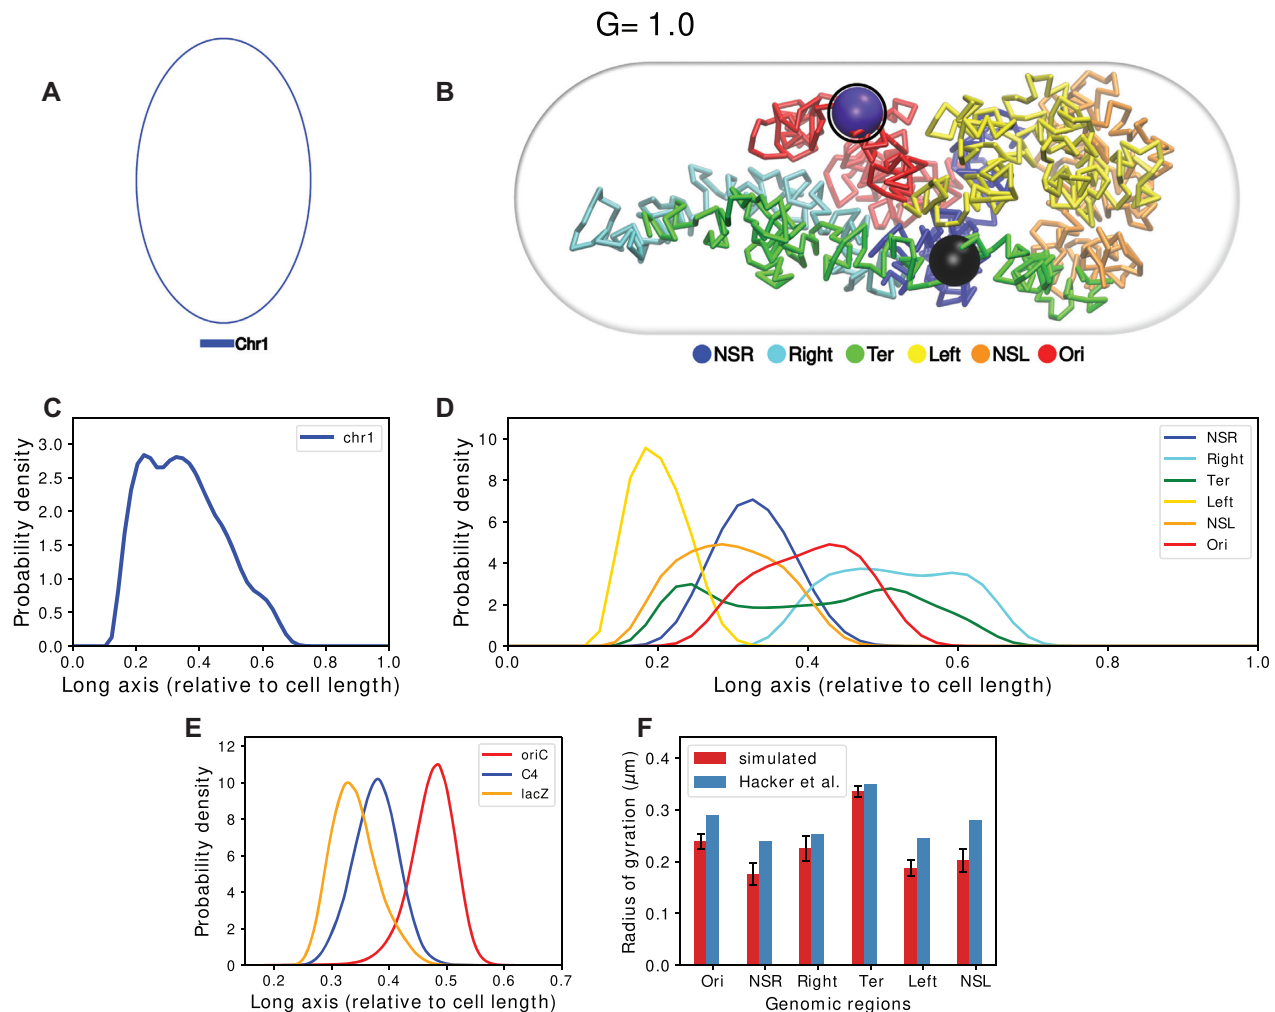 G= 1.0
A
B
Chr1
NSR Right Ter Left NSL Ori
C
Probability density
3.0
2.5
2.0
1.5
1.0
0.5
0.0
0.0 0.2 0.4 0.6 0.8 1.0
Long axis (relative to cell length)
chr1
D
Probability density
10
8
6
4
2
0
0.0 0.2 0.4 0.6 0.8 1.0
Long axis (relative to cell length)
NSR
Right
Ter
Left
NSL
Ori
E
Probability density
12
10
8
6
4
2
0
0.2 0.3 0.4 0.5 0.6 0.7
Long axis (relative to cell length)
oriC
C4
lacZ
F
Radius of gyration (μm)
0.4
0.3
0.2
0.1
0.0
simulated
Hacker et al.
Ori NSR Right Ter Left NSL
Genomic regions